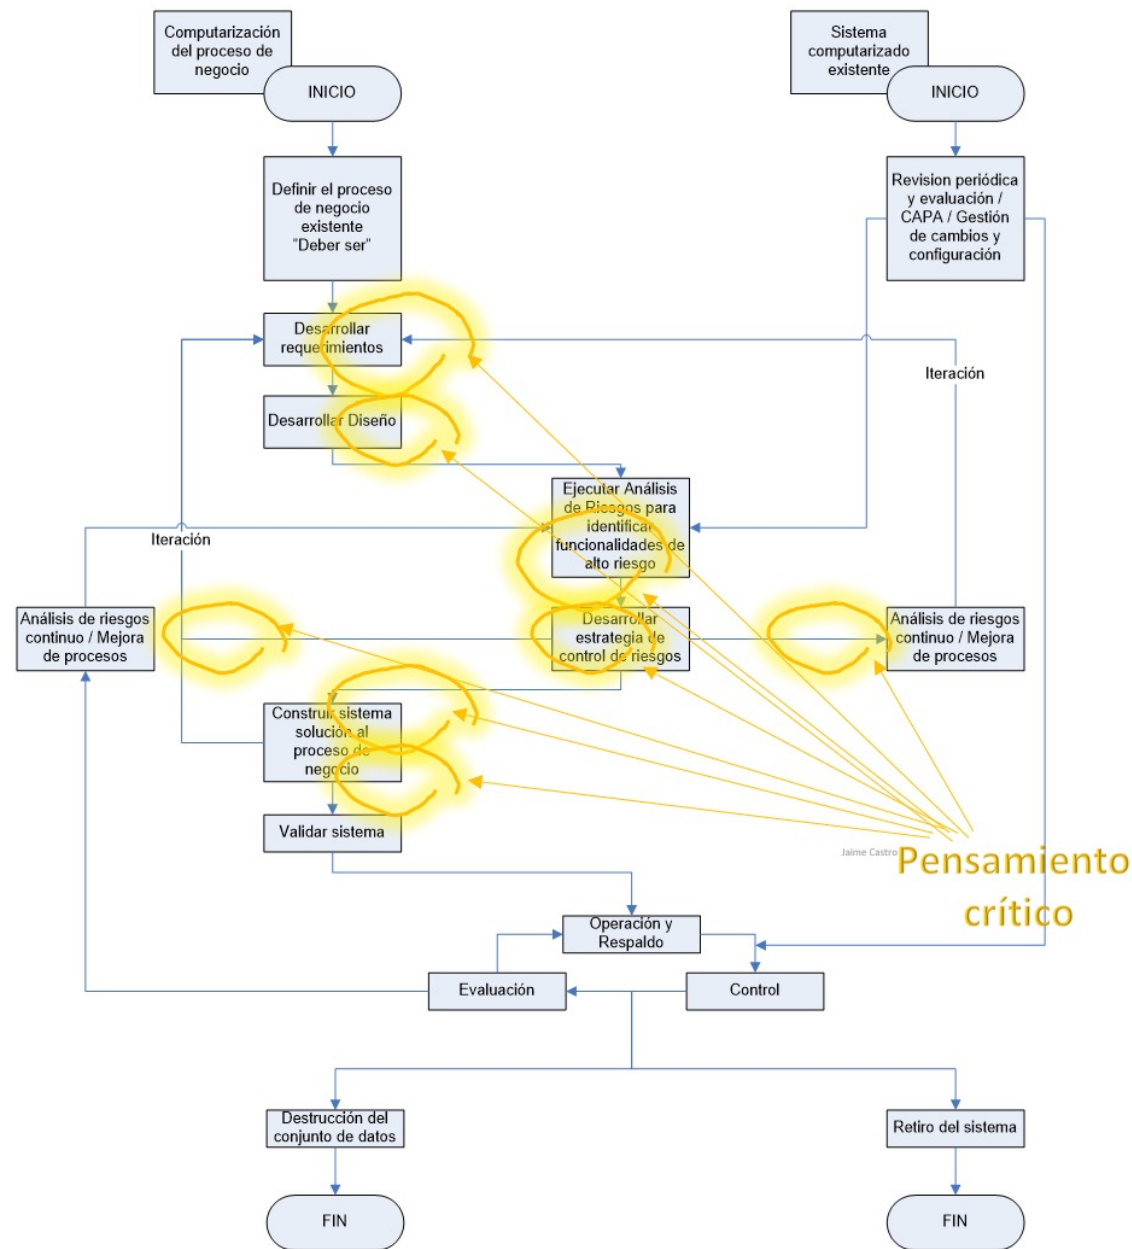 Computarización
del proceso de
negocio
INICIO
Sistema
computarizado
existente
INICIO
Definir el proceso
de negocio
existente
"Deber ser"
Revision periódica
y evaluación /
CAPA / Gestión
de cambios y
configuración
Desarrollar
requerimientos
Iteración
Desarrollar Diseño
Ejecutar Análisis
de Riesgos para
identificar
funcionalidades de
alto riesgo
Iteración
Análisis de riesgos
continuo / Mejora
de procesos
Desarrollar
estrategia de
control de riesgos
Análisis de riesgos
continuo / Mejora
de procesos
Construir sistema
solución al
proceso de
negocio
Validar sistema
Jaime Castro
Pensamiento
crítico
Operación y
Respaldo
Evaluación
Control
Destrucción del
conjunto de datos
Retiro del sistema
FIN
FIN